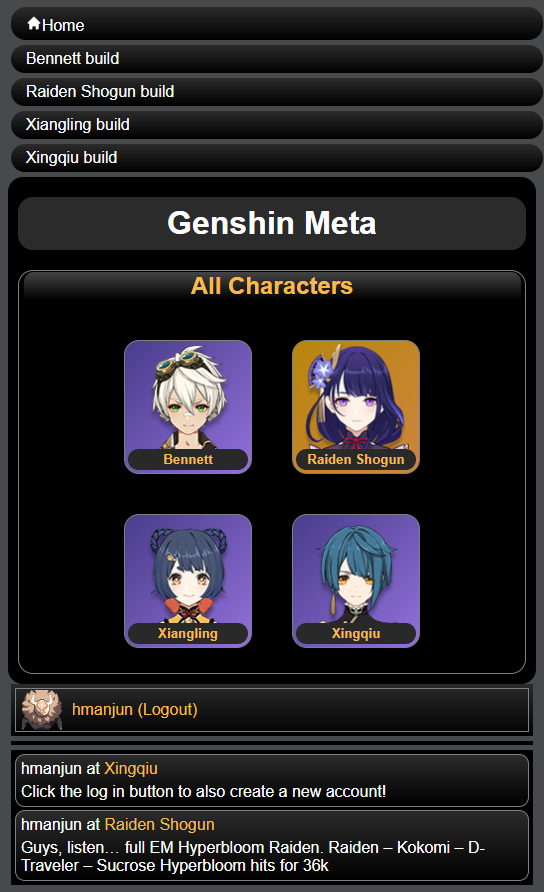 Home
Bennett build
Raiden Shogun build
Xiangling build
Xingqiu build
Genshin Meta
All Characters
Bennett
Raiden Shogun
Xiangling
Xingqiu
hmanjun (Logout)
hmanjun at Xingqiu
Click the log in button to also create a new account!
hmanjun at Raiden Shogun
Guys, listen… full EM Hyperbloom Raiden. Raiden – Kokomi – D-
Traveler – Sucrose Hyperbloom hits for 36k